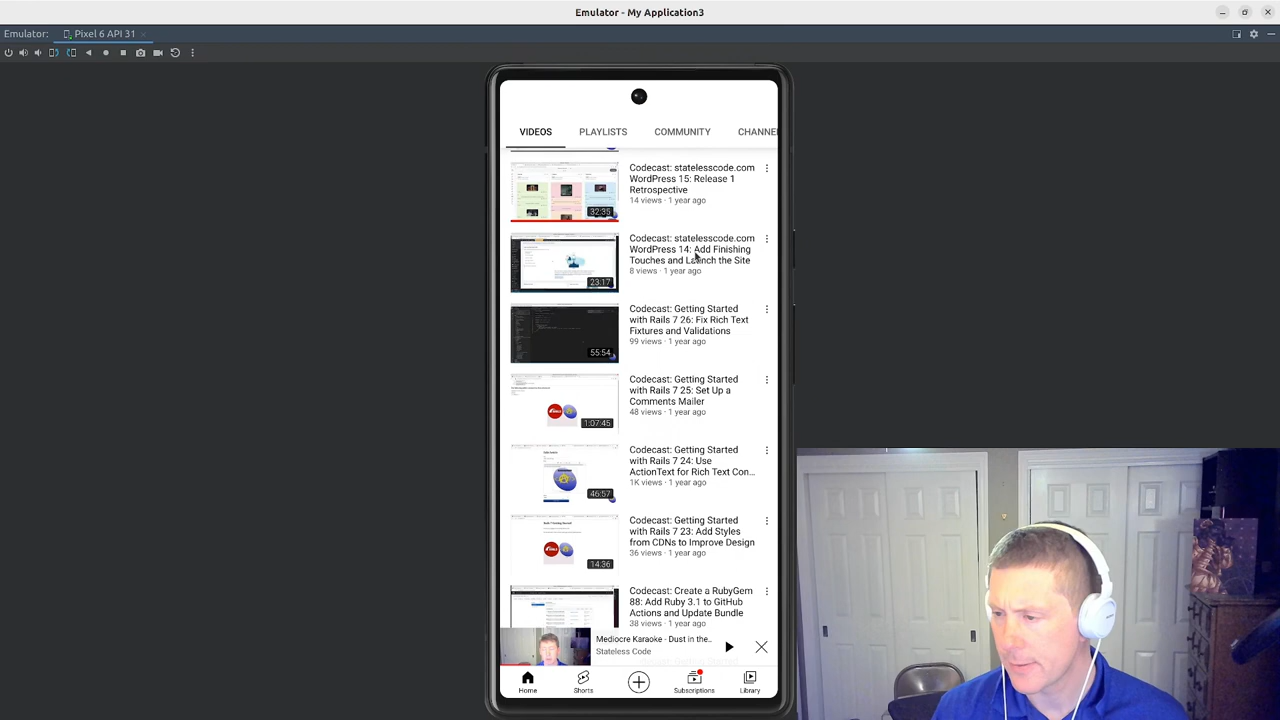 Emulator - My Application3
Emulator:
Pixel 6 API 31
VIDEOS
PLAYLISTS
COMMUNITY
CHANNE
Codecast: statelesscode.com
WordPress 15: Release 1
Retrospective
14 views · 1 year ago
32:35
Codecast: statelesscode.com
WordPress 14: Add Finishing
Touches and Launch the Site
8 views · 1 year ago
23:17
Codecast: Getting Started
with Rails 7 26: Fix Rich Text
Fixtures and Validations
99 views · 1 year ago
55:54
Codecast: Getting Started
with Rails 7 25: Set Up a
Comments Mailer
48 views · 1 year ago
1:07:45
Codecast: Getting Started
with Rails 7 24: Use
ActionText for Rich Text Con...
1K views · 1 year ago
46:57
Codecast: Getting Started
with Rails 7 23: Add Styles
from CDNs to Improve Design
36 views · 1 year ago
14:36
Codecast: Create a RubyGem
88: Add Ruby 3.1 to GitHub
Actions and Update Bundle
38 views · 1 year ago
Mediocre Karaoke - Dust in the..
Stateless Code
Home
Shorts
Subscriptions
Library